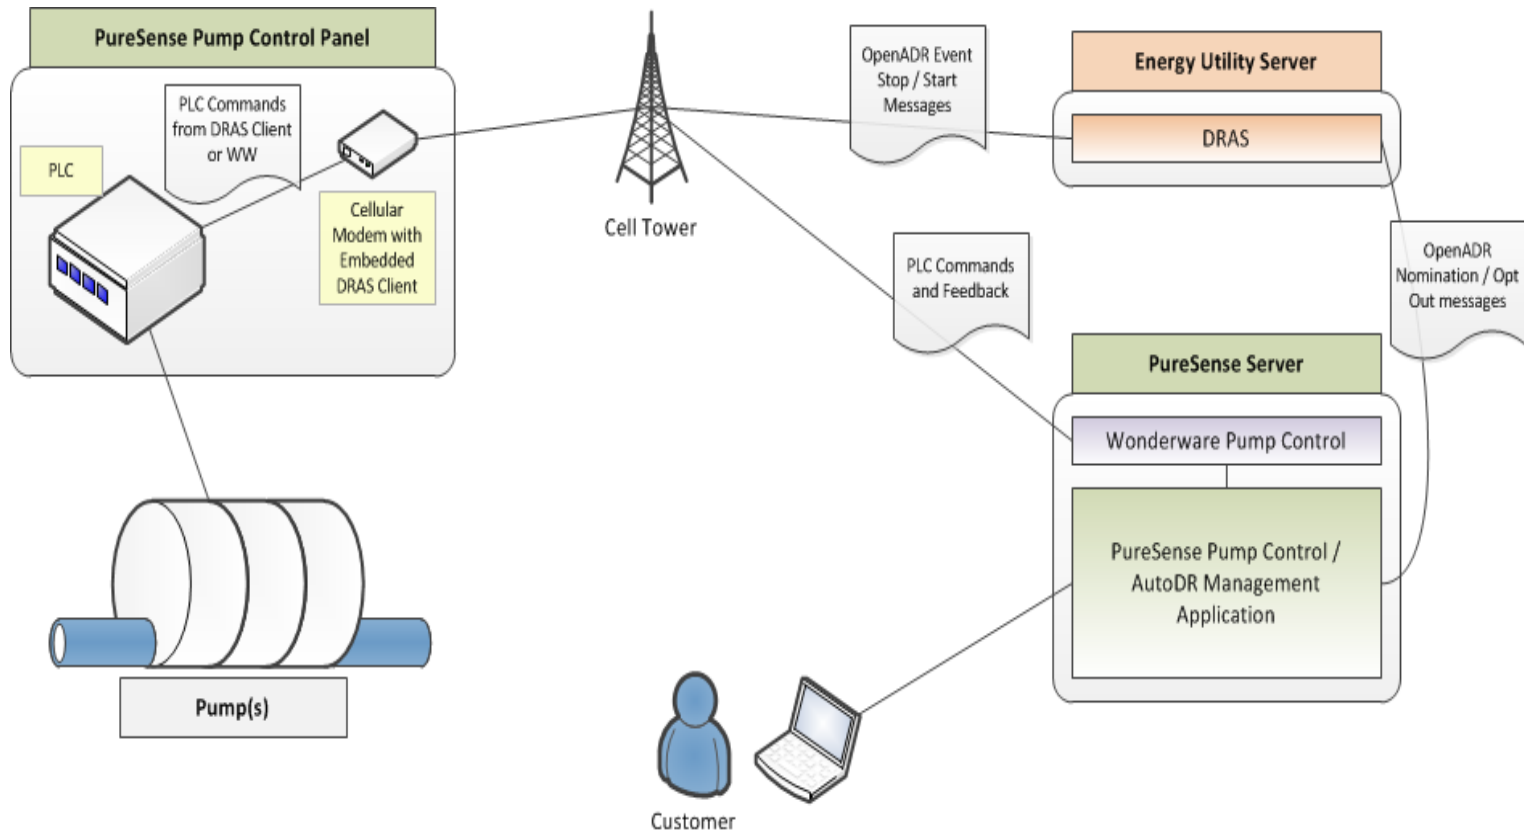 PureSense Pump Control Panel
PLC Commands
from DRAS Client
or WW
PLC
Cellular
Modem with
Embedded
DRAS Client
Cell Tower
OpenADR Event
Stop / Start
Messages
Energy Utility Server
DRAS
PLC Commands
and Feedback
OpenADR
Nomination / Opt
Out messages
PureSense Server
Wonderware Pump Control
PureSense Pump Control /
AutoDR Management
Application
Pump(s)
Customer